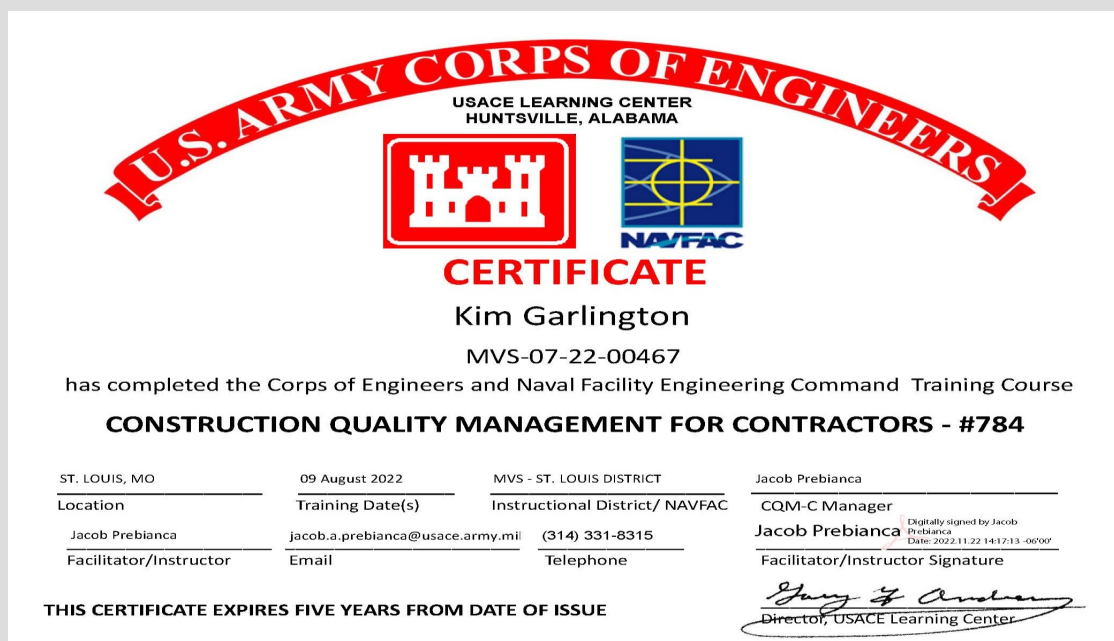 U.S. ARMY CORPS OF ENGINEERS
USACE LEARNING CENTER
HUNTSVILLE, ALABAMA
NAVFAC
CERTIFICATE
Kim Garlington
MVS-07-22-00467
has completed the Corps of Engineers and Naval Facility Engineering Command Training Course
CONSTRUCTION QUALITY MANAGEMENT FOR CONTRACTORS - #784
ST. LOUIS, MO 09 August 2022 MVS - ST. LOUIS DISTRICT Jacob Prebianca
Location Training Date(s) Instructional District/ NAVFAC CQM-C Manager
Jacob Prebianca jacob.a.prebianca@usace.army.mil (314) 331-8315 Jacob Prebianca
Digitally signed by Jacob
Prebianca
Date: 2022.11.22 14:17:13 -06'00'
Facilitator/Instructor Email Telephone Facilitator/Instructor Signature
THIS CERTIFICATE EXPIRES FIVE YEARS FROM DATE OF ISSUE
Director, USACE Learning Center